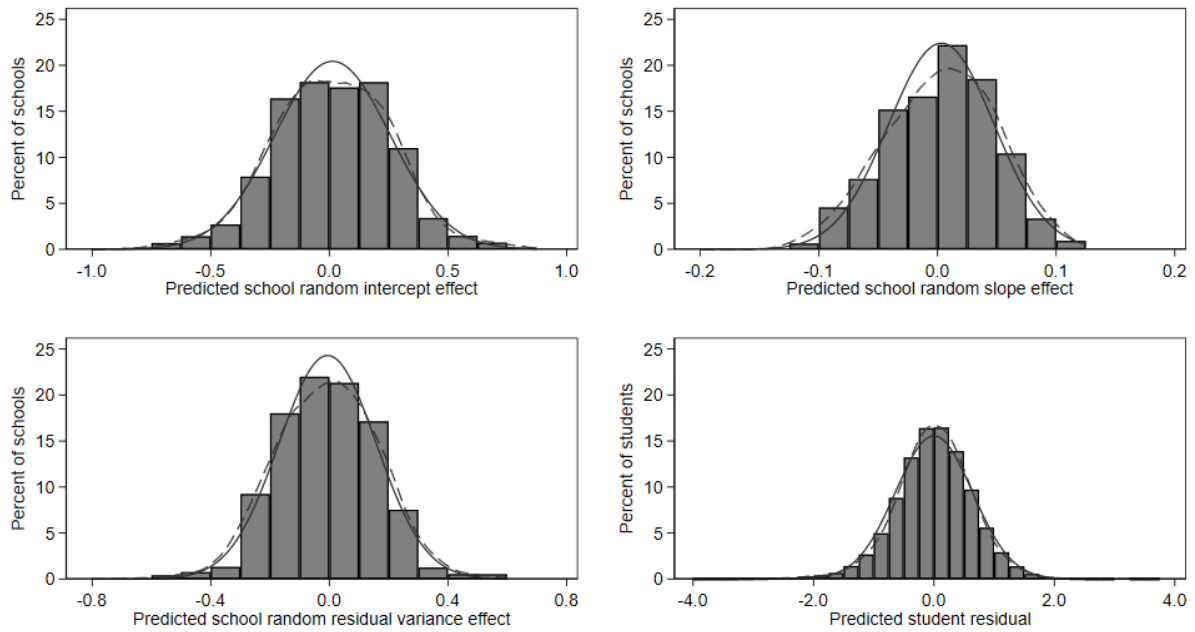 Percent of schools
25
20
15
10
5
0
-1.0 -0.5 0.0 0.5 1.0
Predicted school random intercept effect
Percent of schools
25
20
15
10
5
0
-0.2 -0.1 0.0 0.1 0.2
Predicted school random slope effect
Percent of schools
25
20
15
10
5
0
-0.8 -0.4 0.0 0.4 0.8
Predicted school random residual variance effect
Percent of students
25
20
15
10
5
0
-4.0 -2.0 0.0 2.0 4.0
Predicted student residual